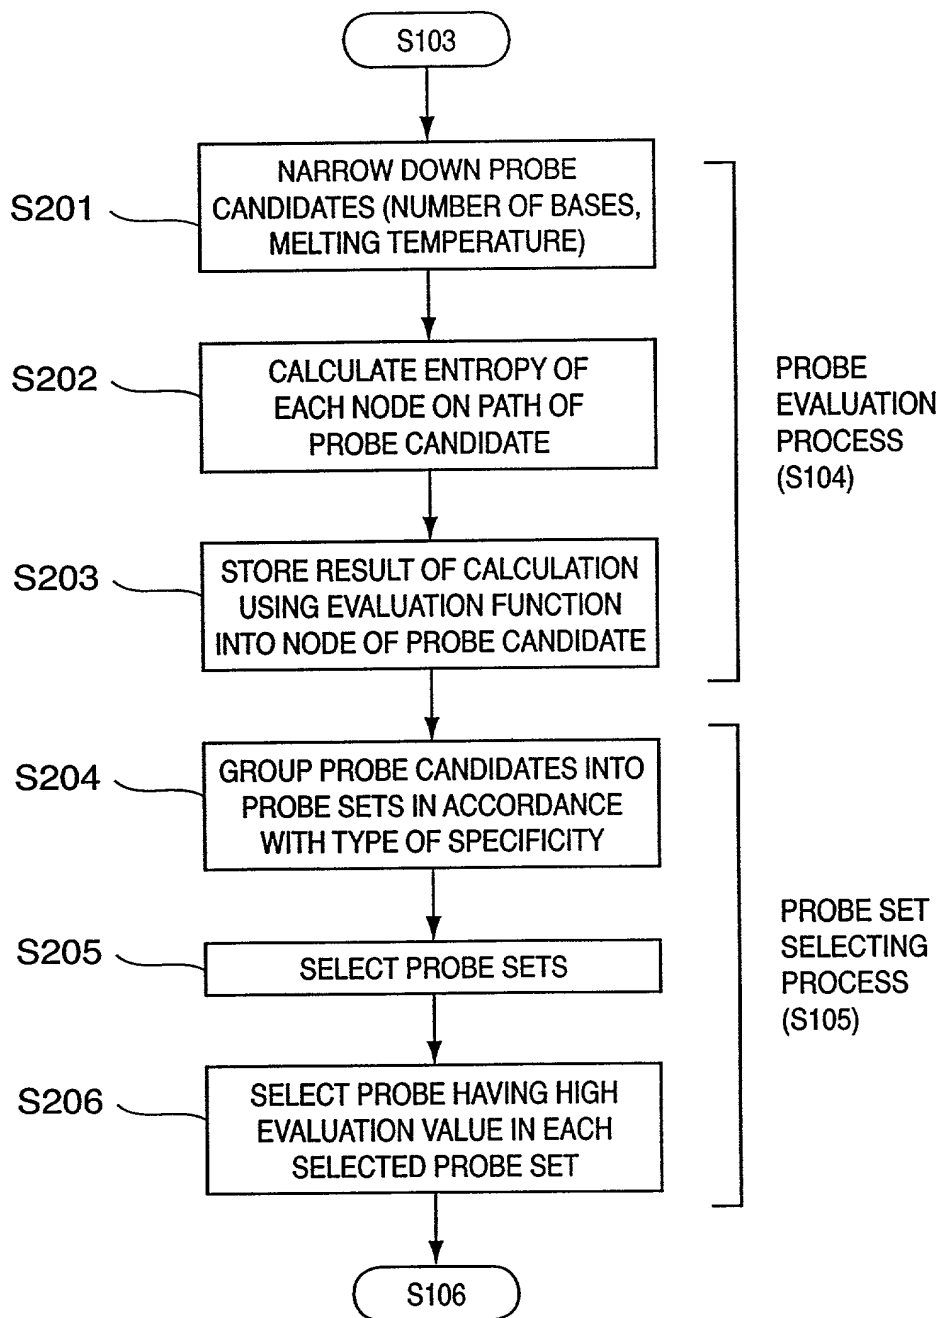 S103
S201
NARROW DOWN PROBE
CANDIDATES (NUMBER OF BASES,
MELTING TEMPERATURE)
S202
CALCULATE ENTROPY OF
EACH NODE ON PATH OF
PROBE CANDIDATE
S203
STORE RESULT OF CALCULATION
USING EVALUATION FUNCTION
INTO NODE OF PROBE CANDIDATE
PROBE
EVALUATION
PROCESS
(S104)
S204
GROUP PROBE CANDIDATES INTO
PROBE SETS IN ACCORDANCE
WITH TYPE OF SPECIFICITY
S205
SELECT PROBE SETS
S206
SELECT PROBE HAVING HIGH
EVALUATION VALUE IN EACH
SELECTED PROBE SET
PROBE SET
SELECTING
PROCESS
(S105)
S106